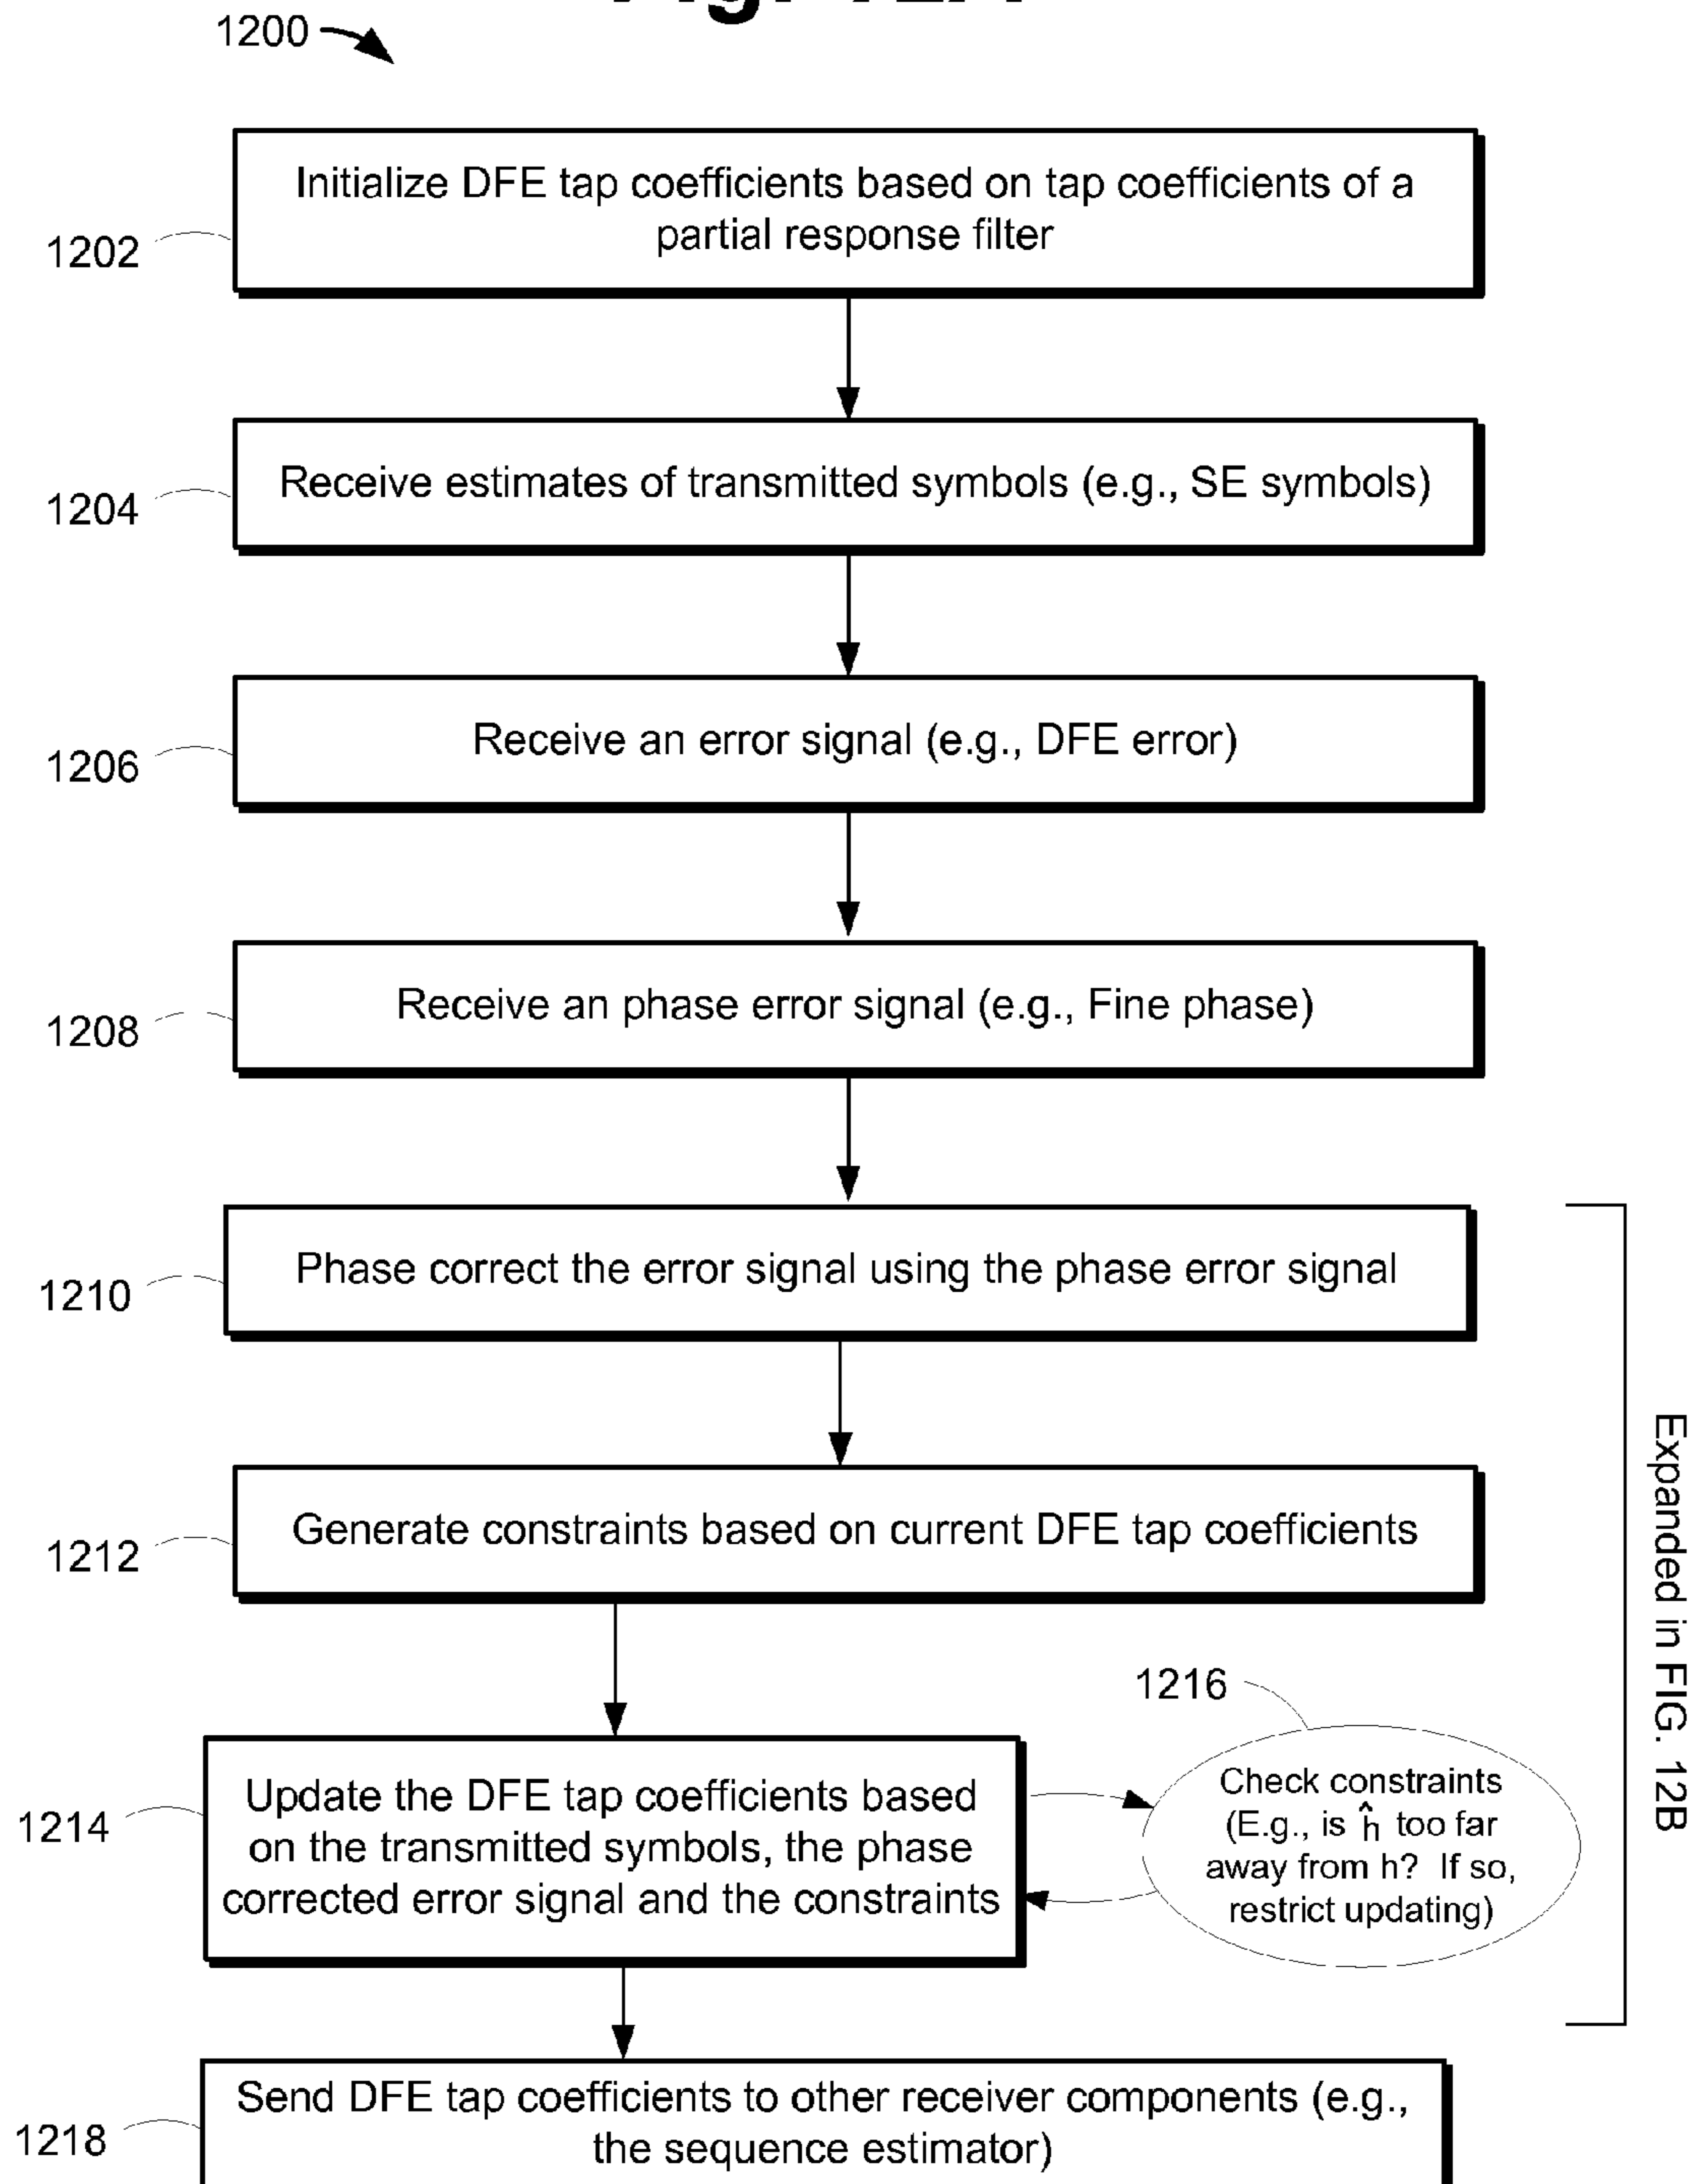 1200
Initialize DFE tap coefficients based on tap coefficients of a
partial response filter
1202
Receive estimates of transmitted symbols (e.g., SE symbols)
1204
Receive an error signal (e.g., DFE error)
1206
Receive an phase error signal (e.g., Fine phase)
1208
Phase correct the error signal using the phase error signal
1210
Generate constraints based on current DFE tap coefficients
1212
1216
Update the DFE tap coefficients based
on the transmitted symbols, the phase
corrected error signal and the constraints
1214
Check constraints
(E.g., is ĥ too far
away from h? If so,
restrict updating)
Expanded in FIG. 12B
Send DFE tap coefficients to other receiver components (e.g.,
the sequence estimator)
1218